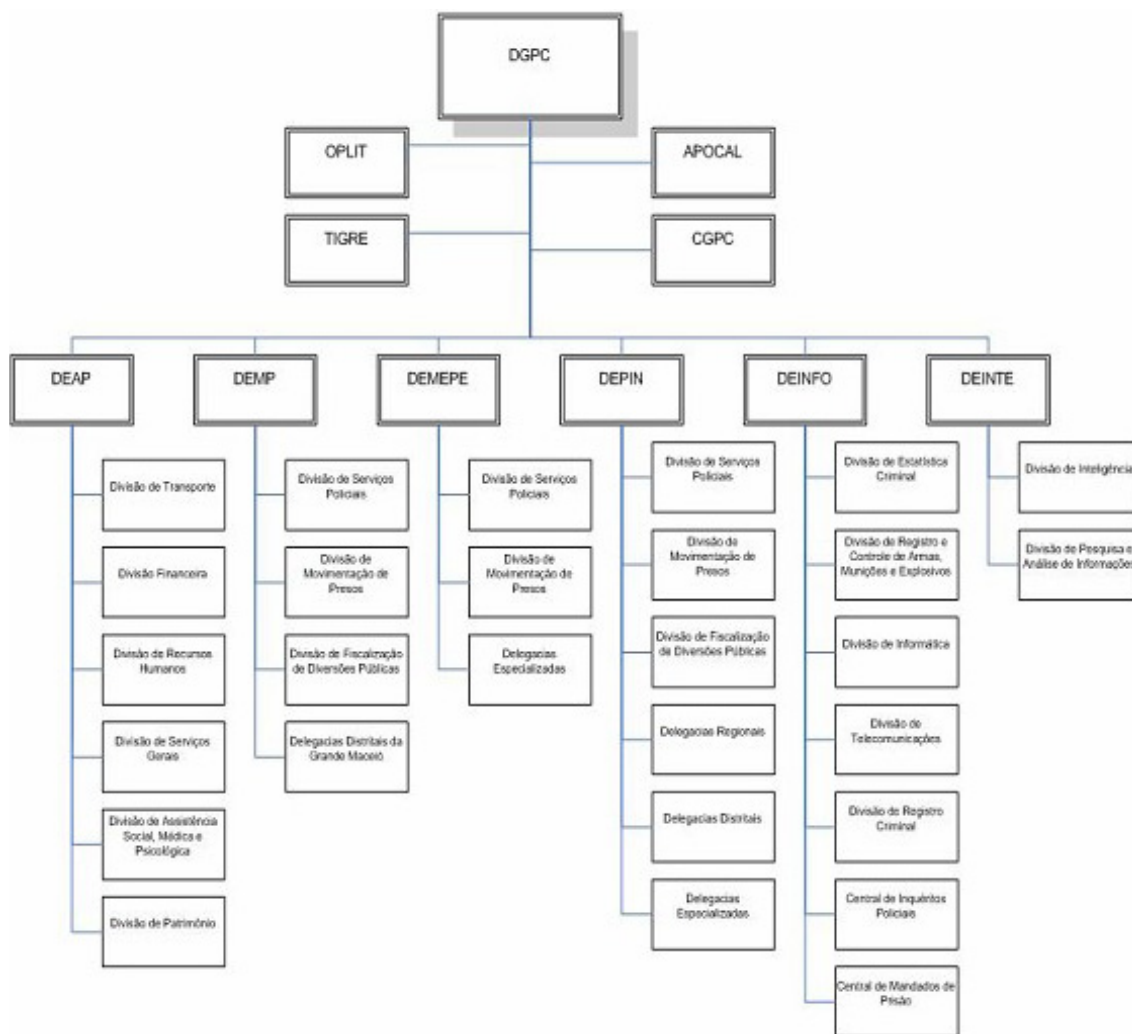 DGPC
OPLIT
APOCAL
TIGRE
CGPC
DEAP
DEMP
DEMEPE
DEPIN
DEINFO
DEINTE
Divisão de Transporte
Divisão Financeira
Divisão de Recursos
Humanos
Divisão de Serviços
Gerais
Divisão de Assistência
Social, Médica e
Psicológica
Divisão de Patrimônio
Divisão de Serviços
Policiais
Divisão de
Movimentação de
Presos
Divisão de Fiscalização
de Diversões Públicas
Delegacias Distritais da
Grande Maceió
Divisão de Serviços
Policiais
Divisão de
Movimentação de
Presos
Delegacias
Especializadas
Divisão de Serviços
Policiais
Divisão de
Movimentação de
Presos
Divisão de Fiscalização
de Diversões Públicas
Delegacias Regionais
Delegacias Distritais
Delegacias
Especializadas
Divisão de Estatística
Criminal
Divisão de Registro e
Controle de Armas,
Munições e Explosivos
Divisão de Informática
Divisão de
Telecomunicações
Divisão de Registro
Criminal
Central de Inquéritos
Policiais
Central de Mandados de
Prisão
Divisão de Inteligência
Divisão de Pesquisa e
Análise de Informações